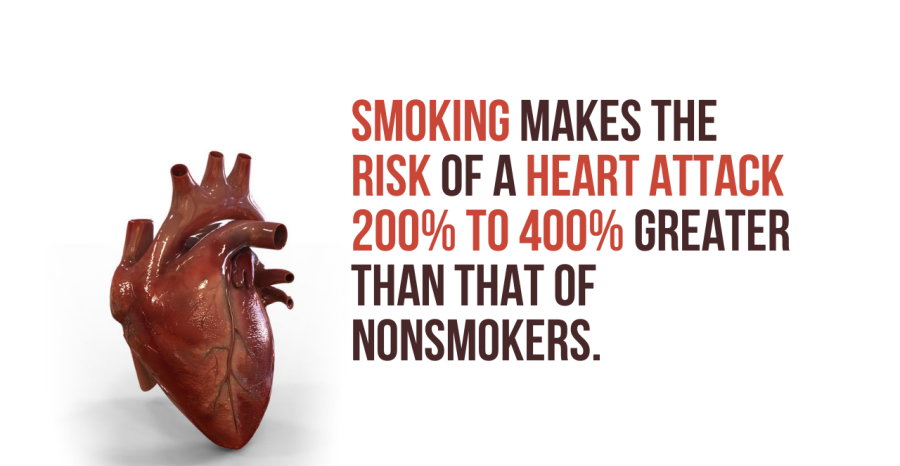 SMOKING MAKES THE
RISK OF A HEART ATTACK
200% TO 400% GREATER
THAN THAT OF
NONSMOKERS.